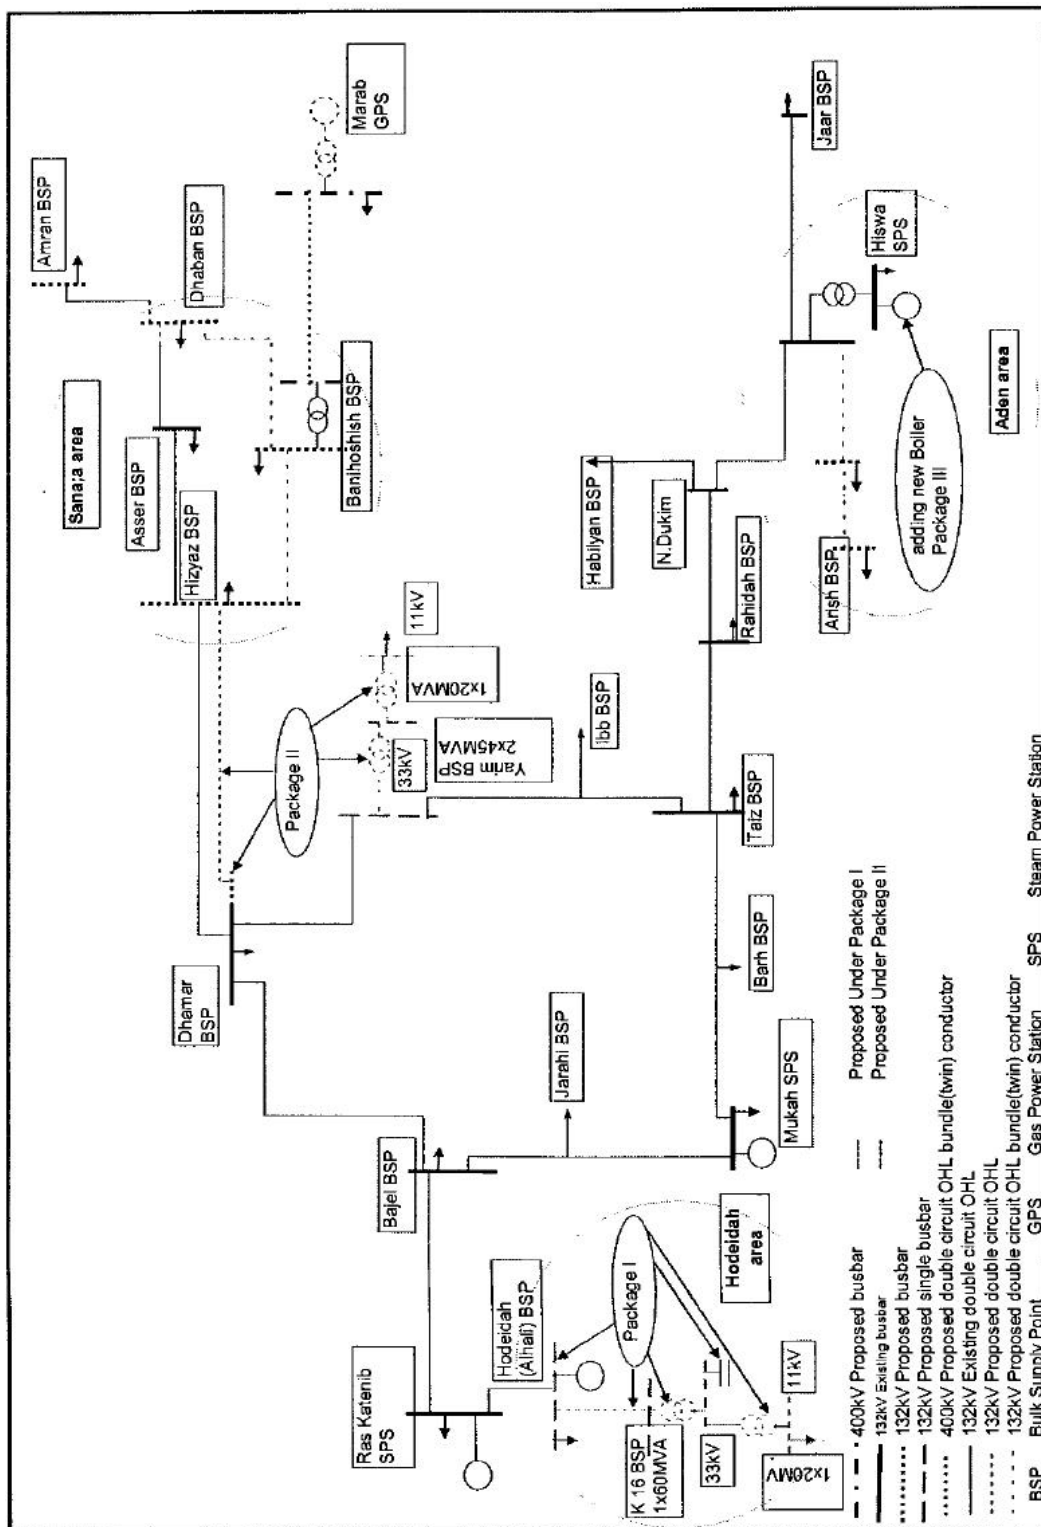 Amran BSP
Dhaban BSP
Marab
GPS
Sana;a area
Asser BSP
Hizyaz BSP
Banihoshish BSP
Jaar BSP
Hiswa
SPS
Aden area
adding new Boiler
Package III
Arish BSP
Habilyan BSP
N.Dukim
Rahidah BSP
11kV
1x20MVA
33kV
Yarim BSP
2x45MVA
Package II
Ibb BSP
Taiz BSP
Dhamar
BSP
Barh BSP
Jarahi BSP
Mukah SPS
Bajel BSP
Hodeidah
area
Package I
Hodeidah
(Alhali) BSP
Ras Katenib
SPS
K 16 BSP
1x60MVA
33kV
11kV
1x20MV
400kV Proposed busbar
132kV Existing busbar
132kV Proposed busbar
132kV Proposed single busbar
400kV Proposed double circuit OHL bundle(twin) conductor
132kV Existing double circuit OHL
132kV Proposed double circuit OHL
132kV Proposed double circuit OHL bundle(twin) conductor
Proposed Under Package I
Proposed Under Package II
BSP Bulk Supply Point GPS Gas Power Station SPS Steam Power Station